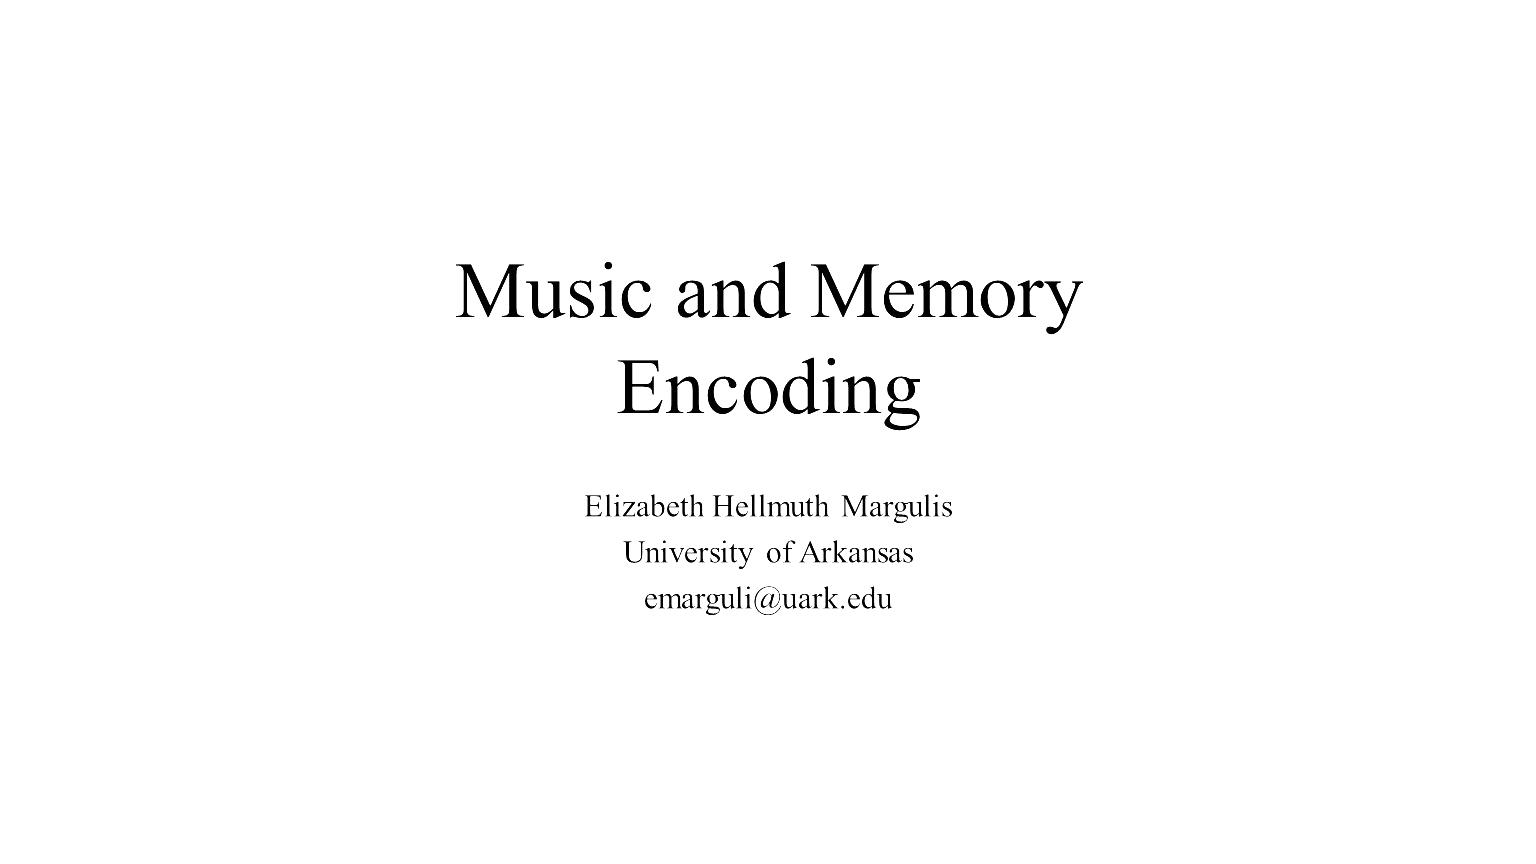 Music and Memory
Encoding
Elizabeth Hellmuth Margulis
University of Arkansas
emarguli@uark.edu